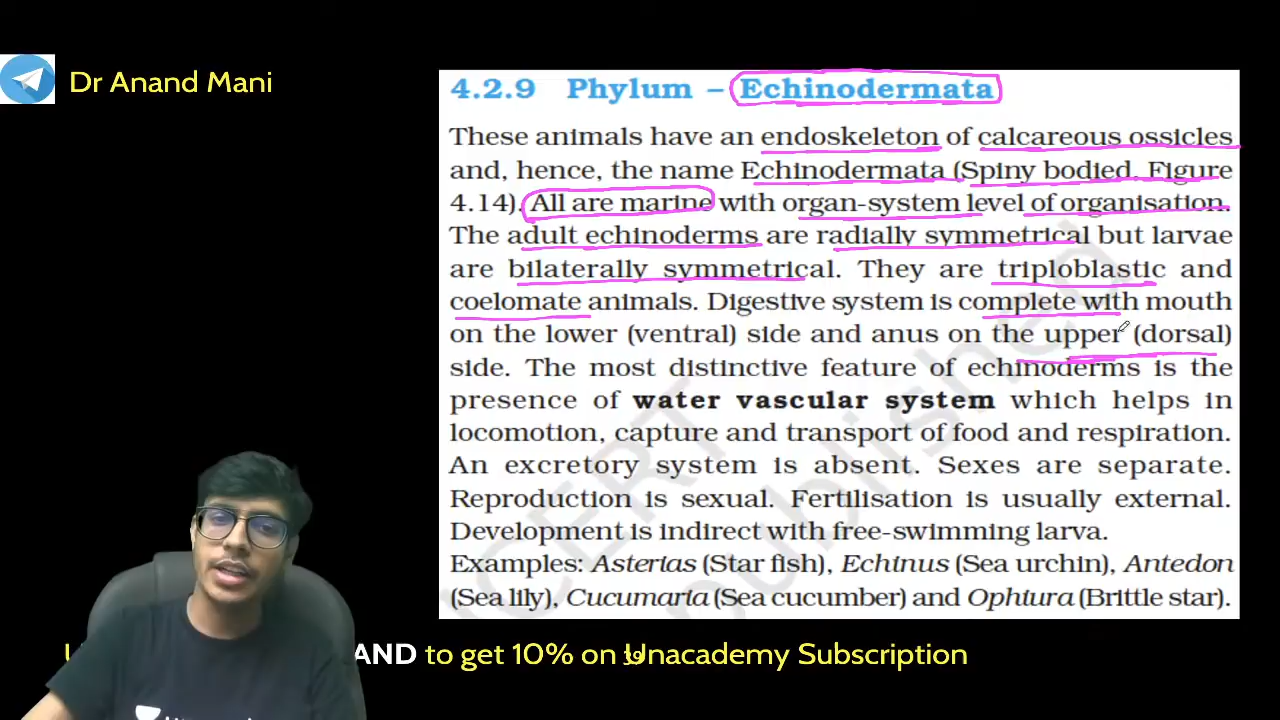 Dr Anand Mani
4.2.9 Phylum – Echinodermata
These animals have an endoskeleton of calcareous ossicles
and, hence, the name Echinodermata (Spiny bodied, Figure
4.14). All are marine with organ-system level of organisation.
The adult echinoderms are radially symmetrical but larvae
are bilaterally symmetrical. They are triploblastic and
coelomate animals. Digestive system is complete with mouth
on the lower (ventral) side and anus on the upper (dorsal)
side. The most distinctive feature of echinoderms is the
presence of water vascular system which helps in
locomotion, capture and transport of food and respiration.
An excretory system is absent. Sexes are separate.
Reproduction is sexual. Fertilisation is usually external.
Development is indirect with free-swimming larva.
Examples: Asterias (Star fish), Echinus (Sea urchin), Antedon
(Sea lily), Cucumaria (Sea cucumber) and Ophiura (Brittle star).
AND to get 10% on Unacademy Subscription